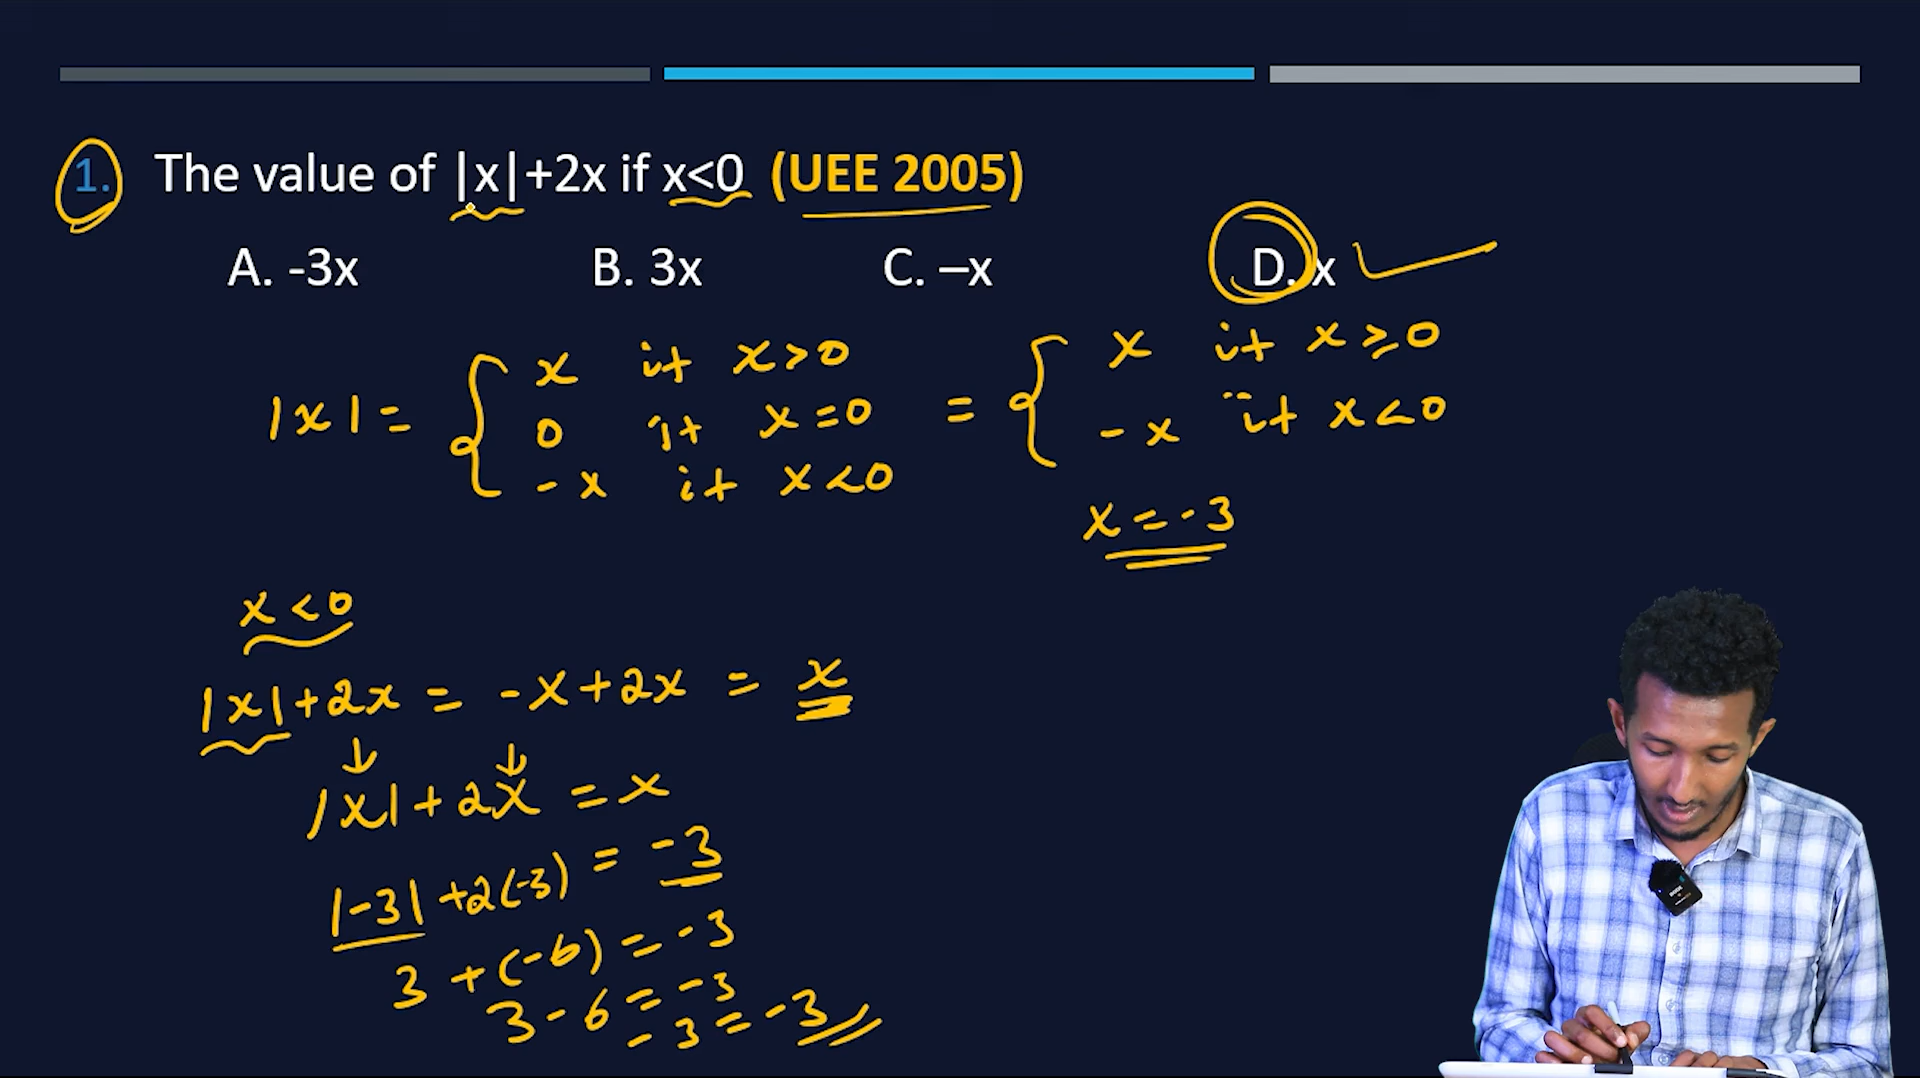 1. The value of |x|+2x if x<0 (UEE 2005)
A. -3x B. 3x C. –x D. x
|x| = { x if x>0 = { x if x≥0
0 if x=0 -x if x<0
-x if x<0
x=-3
x<0
|x|+2x = -x+2x = x
|x|+2x = x
|-3|+2(-3) = -3
3+(-6) = -3
3-6 = -3
-3 = -3